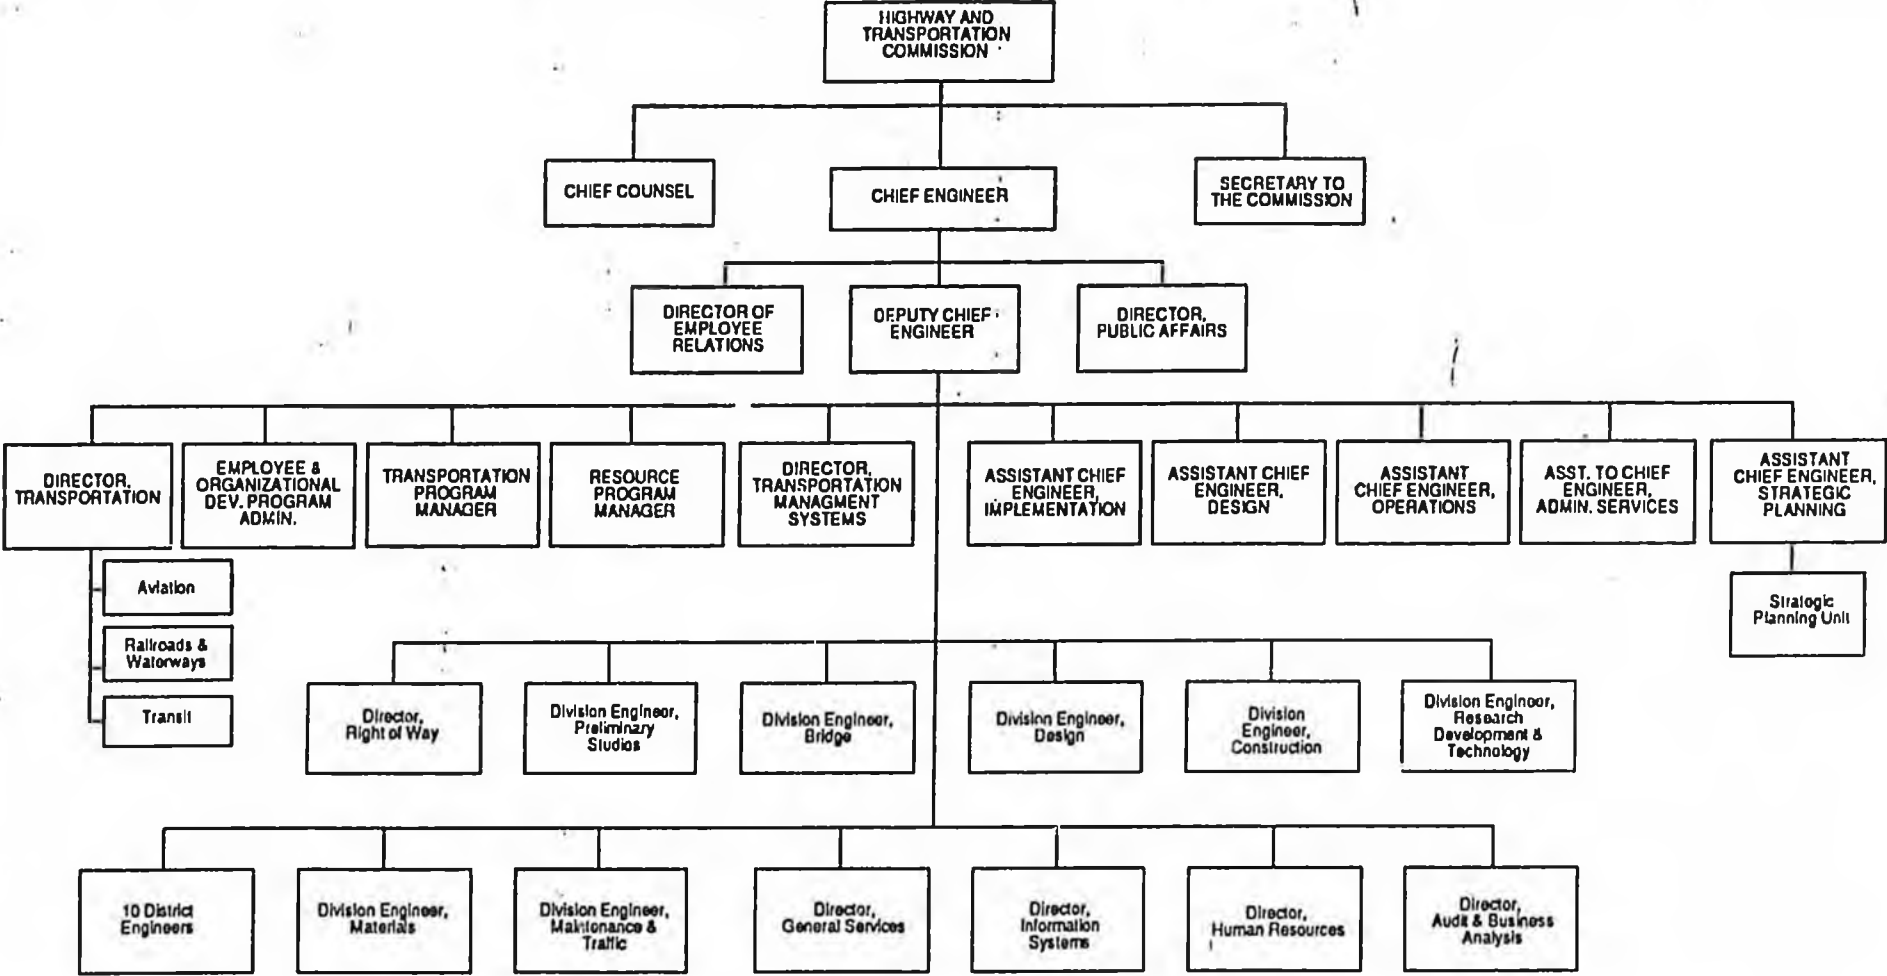 HIGHWAY AND
TRANSPORTATION
COMMISSION
CHIEF COUNSEL
CHIEF ENGINEER
SECRETARY TO
THE COMMISSION
DIRECTOR OF
EMPLOYEE
RELATIONS
DEPUTY CHIEF
ENGINEER
DIRECTOR,
PUBLIC AFFAIRS
DIRECTOR,
TRANSPORTATION
EMPLOYEE &
ORGANIZATIONAL
DEV. PROGRAM
ADMIN.
TRANSPORTATION
PROGRAM
MANAGER
RESOURCE
PROGRAM
MANAGER
DIRECTOR,
TRANSPORTATION
MANAGMENT
SYSTEMS
ASSISTANT CHIEF
ENGINEER,
IMPLEMENTATION
ASSISTANT CHIEF
ENGINEER,
DESIGN
ASSISTANT
CHIEF ENGINEER,
OPERATIONS
ASST. TO CHIEF
ENGINEER,
ADMIN. SERVICES
ASSISTANT
CHIEF ENGINEER,
STRATEGIC
PLANNING
Aviation
Railroads &
Waterways
Transit
Strategic
Planning Unit
Director,
Right of Way
Division Engineer,
Preliminary
Studies
Division Engineer,
Bridge
Division Engineer,
Design
Division
Engineer,
Construction
Division Engineer,
Research
Development &
Technology
10 District
Engineers
Division Engineer,
Materials
Division Engineer,
Maintenance &
Traffic
Director,
General Services
Director,
Information
Systems
Director,
Human Resources
Director,
Audit & Business
Analysis